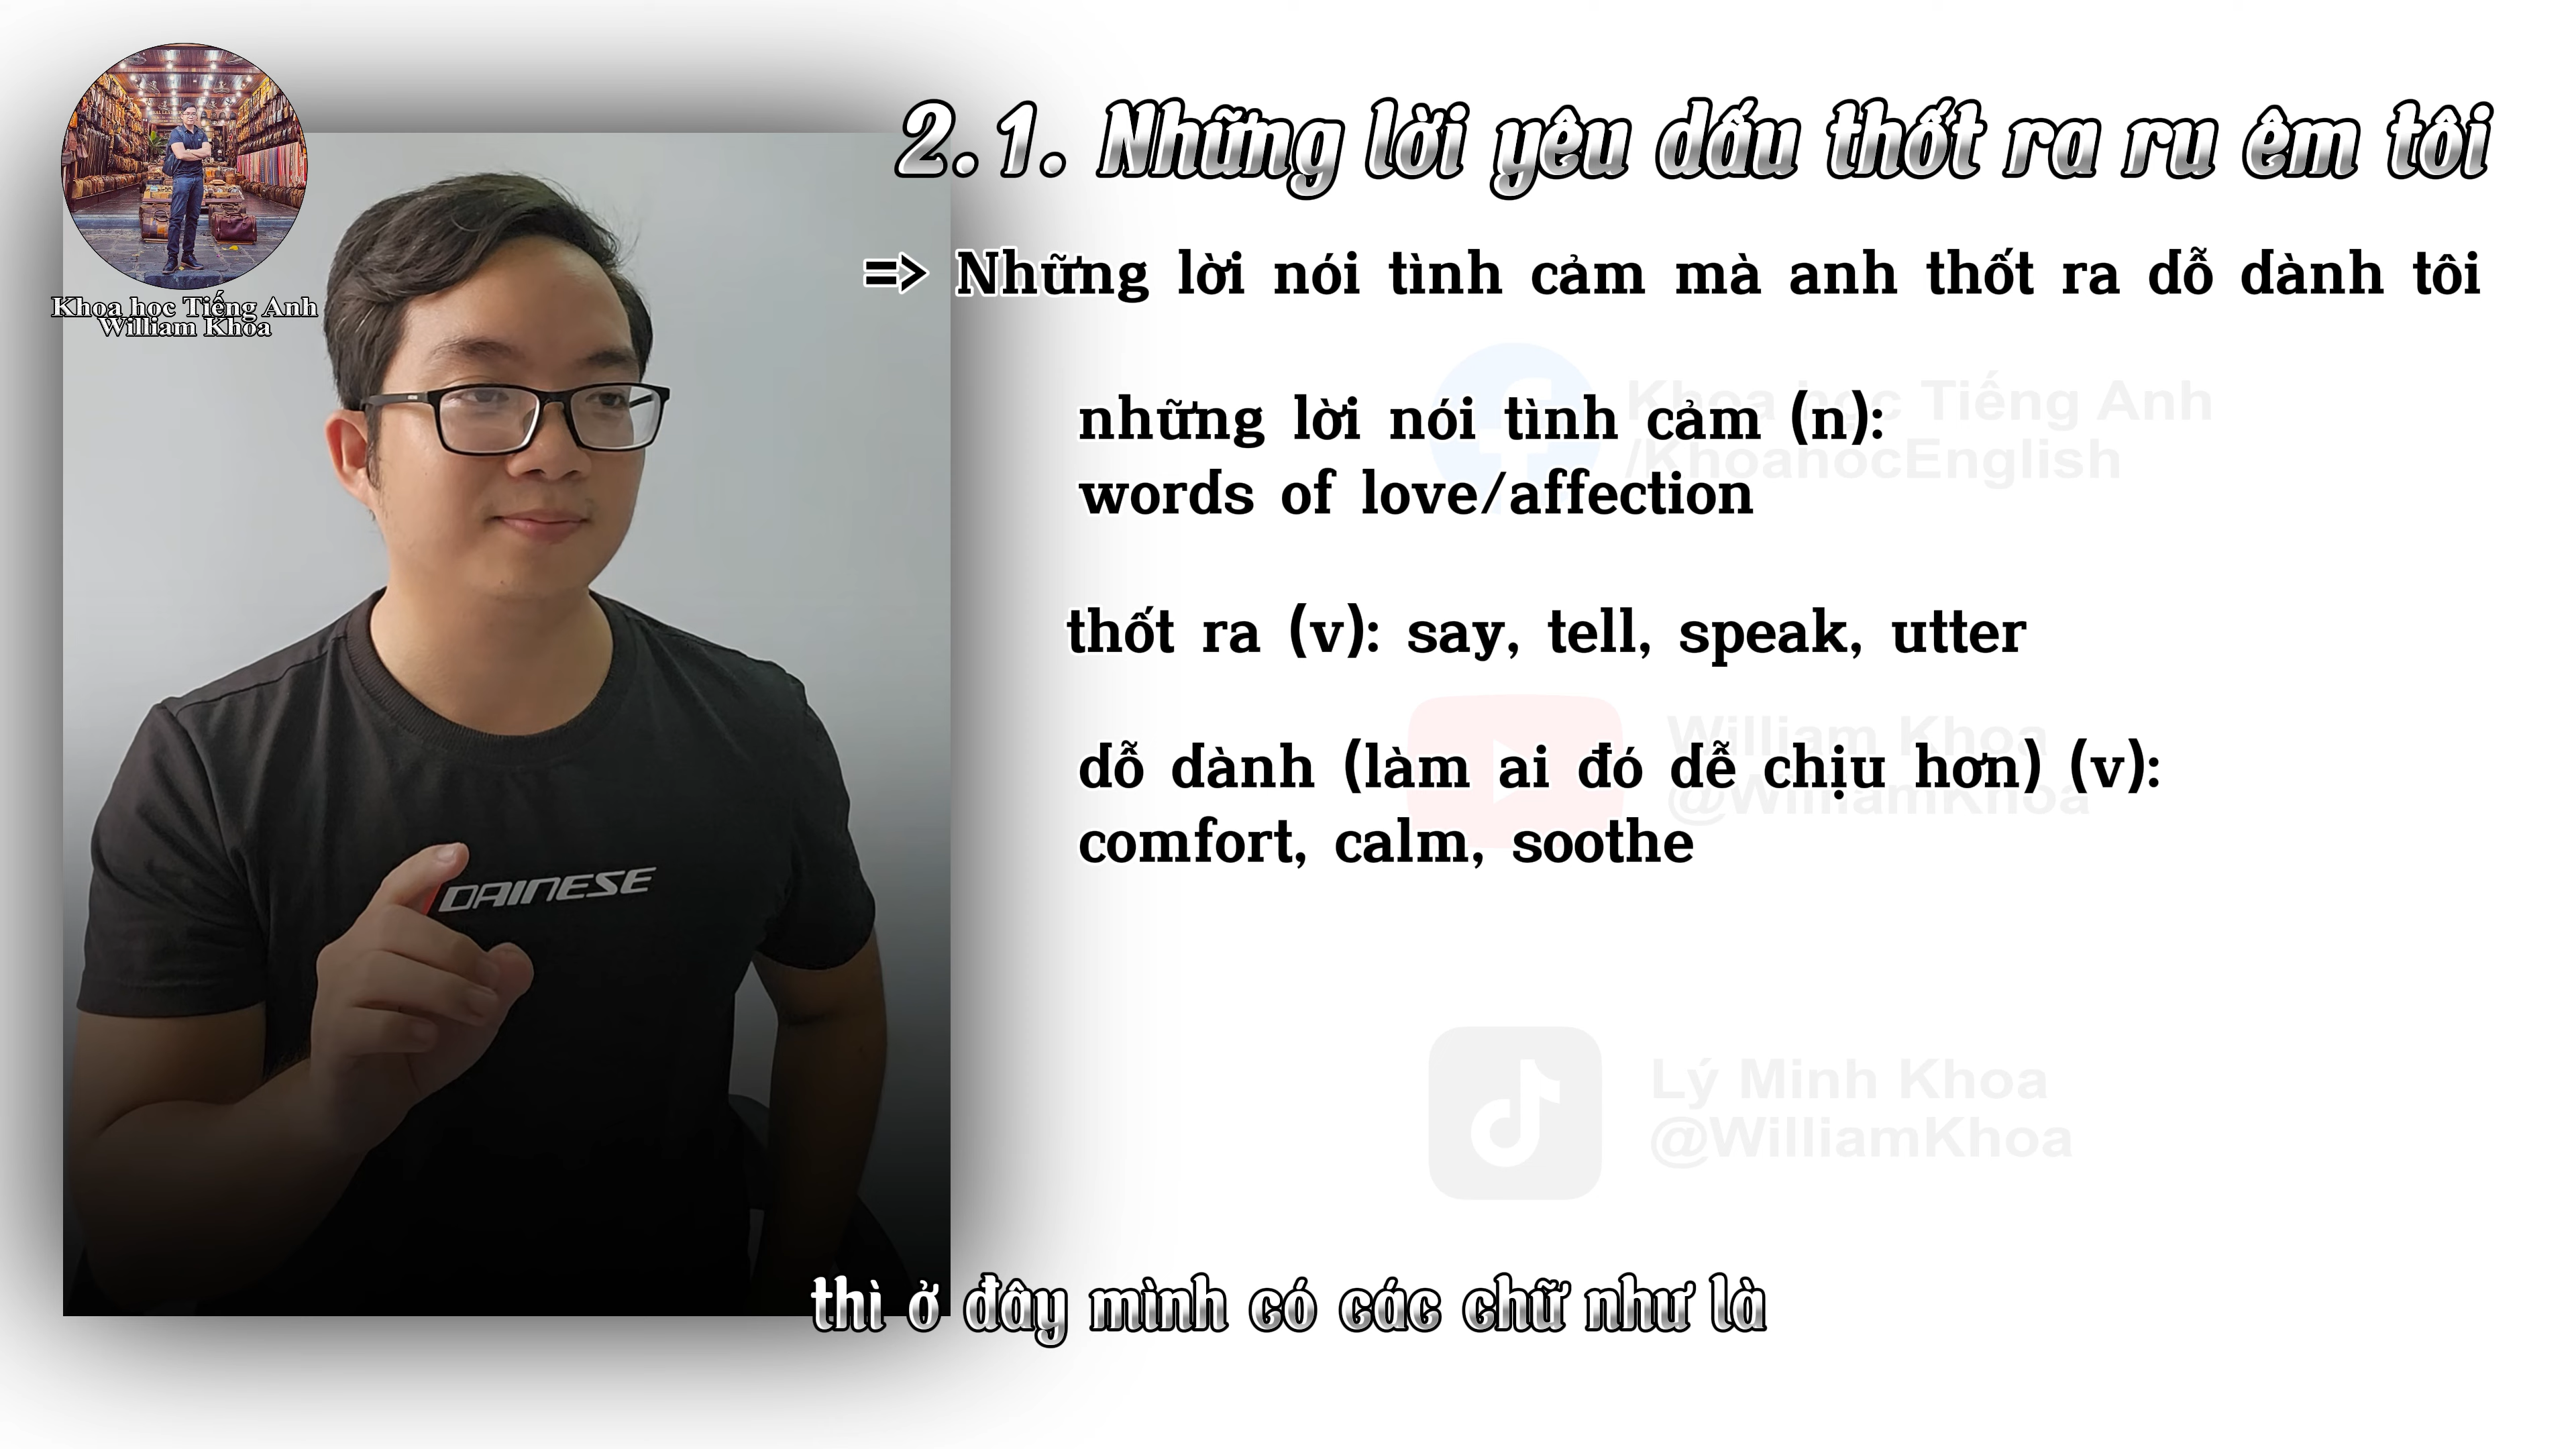 2.1. Những lời yêu dấu thốt ra ru êm tôi
Khoa học Tiếng Anh
William Khoa
=> Những lời nói tình cảm mà anh thốt ra dỗ dành tôi
Khoa học Tiếng Anh
/KhoahocEnglish
những lời nói tình cảm (n):
words of love/affection
thốt ra (v): say, tell, speak, utter
William Khoa
@WilliamKhoa
dỗ dành (làm ai đó dễ chịu hơn) (v):
comfort, calm, soothe
DAINESE
Lý Minh Khoa
@WilliamKhoa
thì ở đây mình có các chữ như là